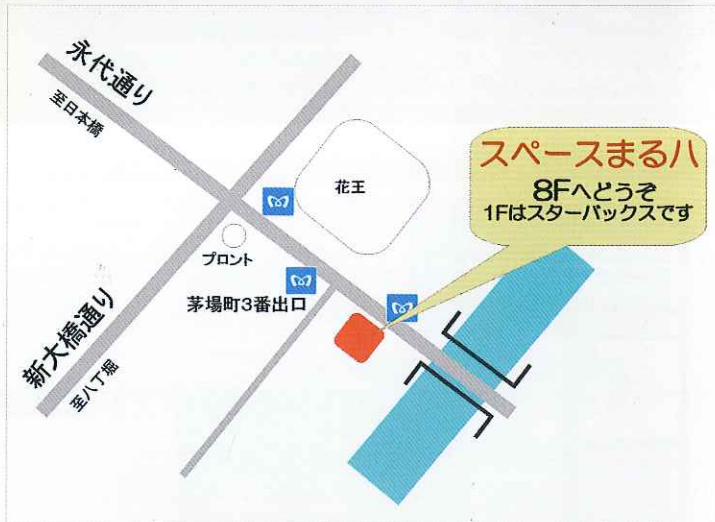 永代通り
至日本橋
花王
スペースまるハ
8Fへどうぞ
1Fはスターバックスです
プロント
茅場町3番出口
新大橋通り
至八丁堀